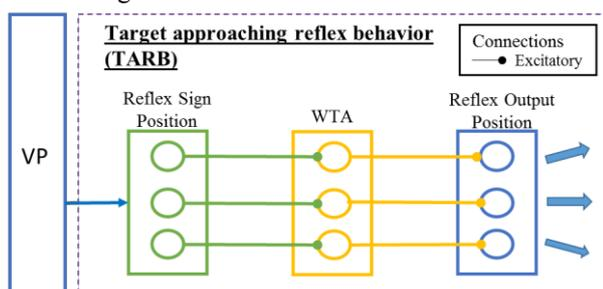 Target approaching reflex behavior
(TARB)
Connections
Excitatory
Reflex Sign
Position
WTA
Reflex Output
Position
VP